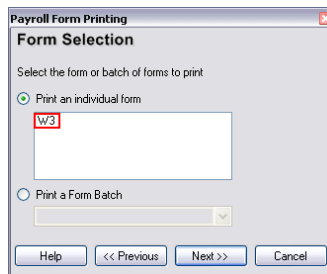 Payroll Form Printing
Form Selection
Select the form or batch of forms to print
Print an individual form
W3
Print a Form Batch
Help << Previous Next >> Cancel